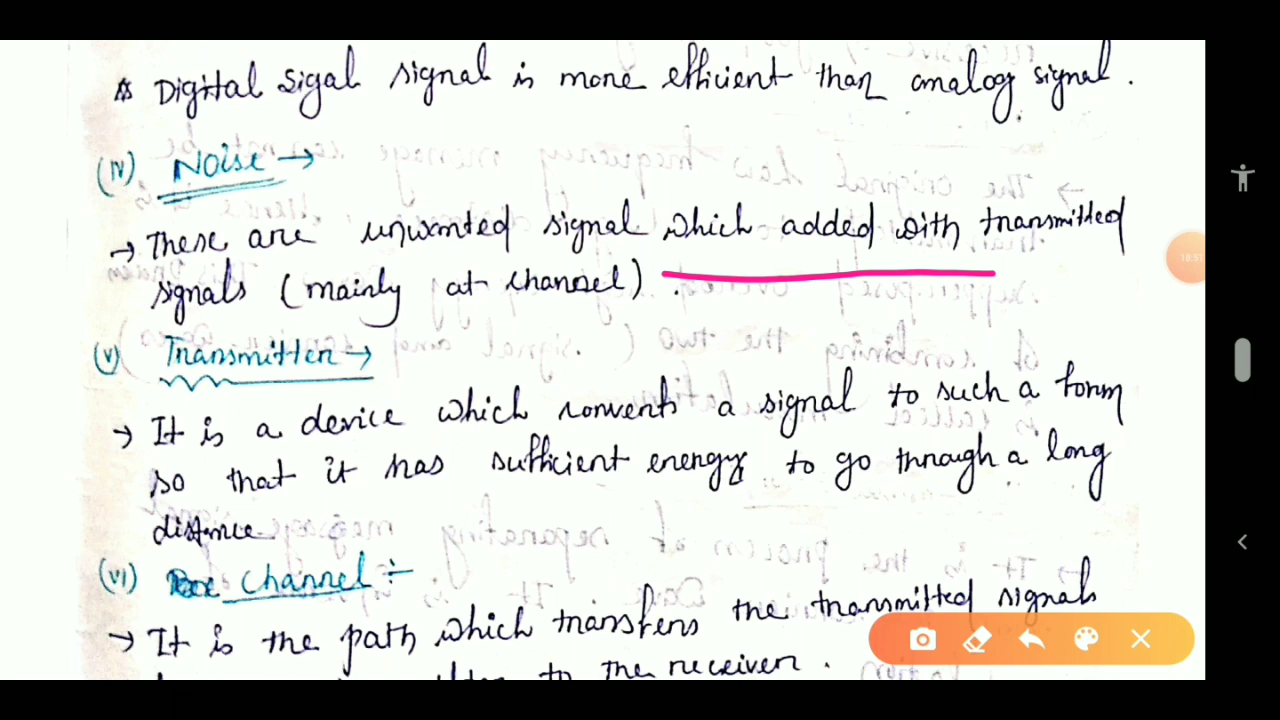 Digital sigal signal is more efficient than analog signal.
(iv) Noise →
→ These are unwanted signal which added with transmitted
signals (mainly at channel).
(v) Transmitter →
→ It is a device which converts a signal to such a form
so that it has sufficient energy to go through a long
distance
(vi) Channel :-
→ It is the path which transfers the transmitted signals
to the receiver.
18:51